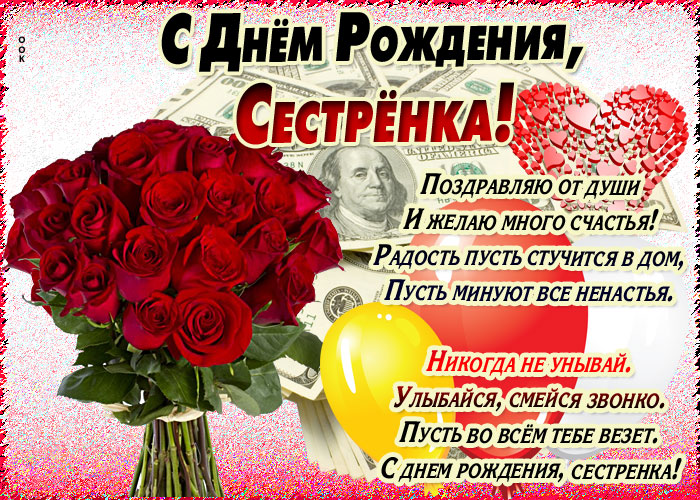 ООК
С Днём Рождения,
Сестрёнка!
Поздравляю от души
И желаю много счастья!
Радость пусть стучится в дом,
Пусть минуют все ненастья.
Никогда не унывай.
Улыбайся, смейся звонко.
Пусть во всём тебе везет.
С днем рождения, сестренка!